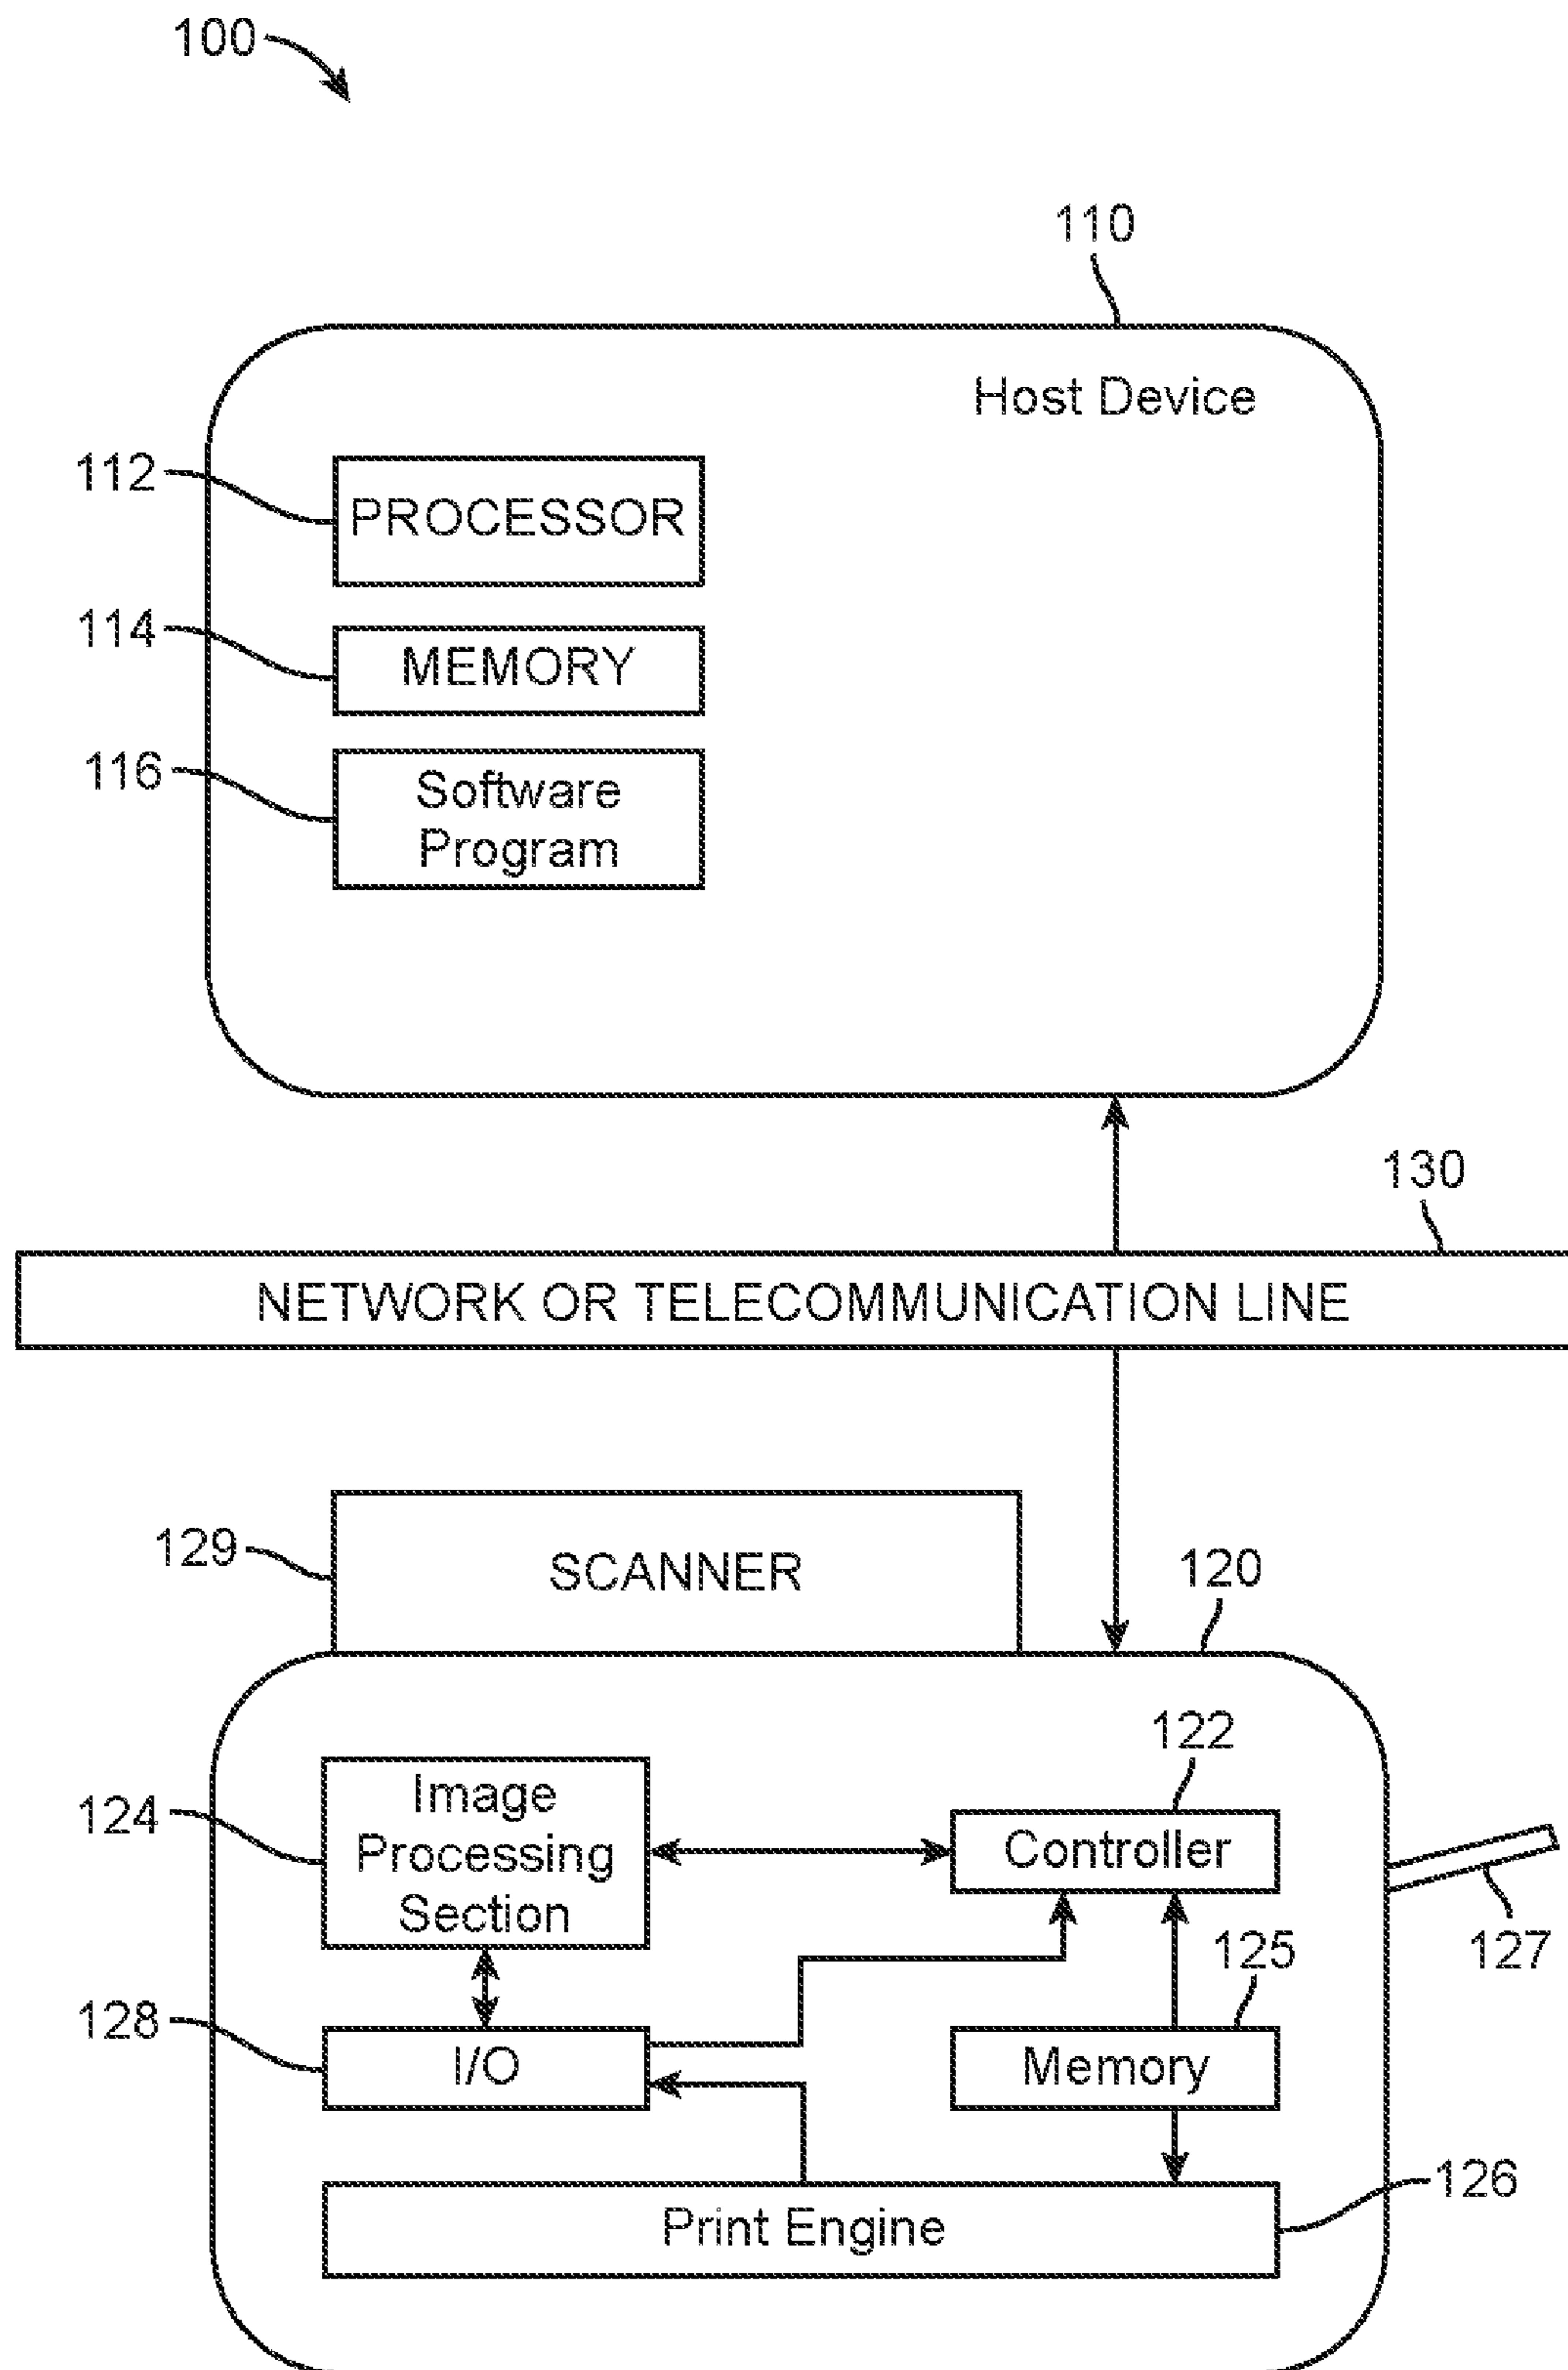 100
110
Host Device
112
PROCESSOR
114
MEMORY
116
Software
Program
130
NETWORK OR TELECOMMUNICATION LINE
129
SCANNER
120
122
124
Image
Processing
Section
Controller
127
125
128
I/O
Memory
126
Print Engine